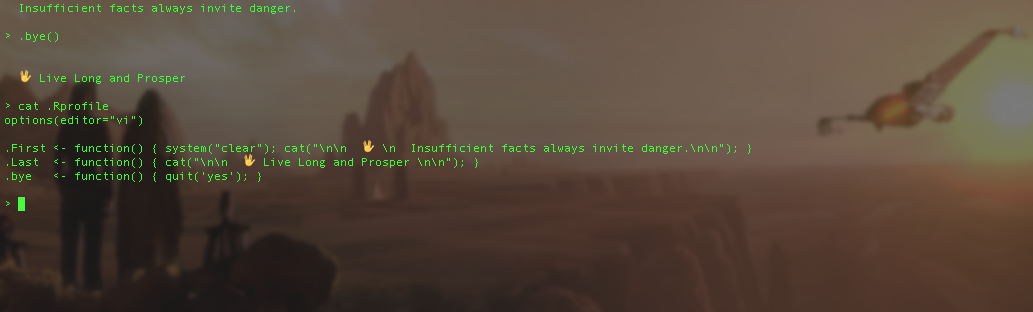 Insufficient facts always invite danger.
> .bye()
🖖 Live Long and Prosper
> cat .Rprofile
options(editor="vi")
.First <- function() { system("clear"); cat("\n\n  🖖 \n  Insufficient facts always invite danger.\n\n"); }
.Last  <- function() { cat("\n\n  🖖 Live Long and Prosper \n\n"); }
.bye   <- function() { quit('yes'); }
>